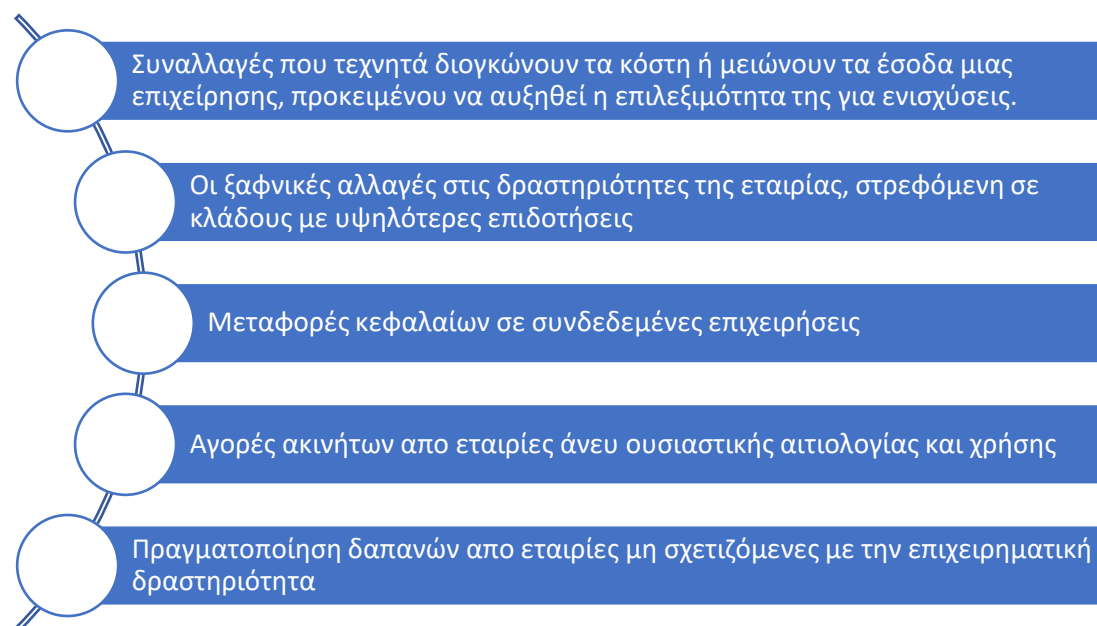 Συναλλαγές που τεχνητά διογκώνουν τα κόστη ή μειώνουν τα έσοδα μιας
επιχείρησης, προκειμένου να αυξηθεί η επιλεξιμότητα της για ενισχύσεις.
Οι ξαφνικές αλλαγές στις δραστηριότητες της εταιρίας, στρεφόμενη σε
κλάδους με υψηλότερες επιδοτήσεις
Μεταφορές κεφαλαίων σε συνδεδεμένες επιχειρήσεις
Αγορές ακινήτων απο εταιρίες άνευ ουσιαστικής αιτιολογίας και χρήσης
Πραγματοποίηση δαπανών απο εταιρίες μη σχετιζόμενες με την επιχειρηματική
δραστηριότητα